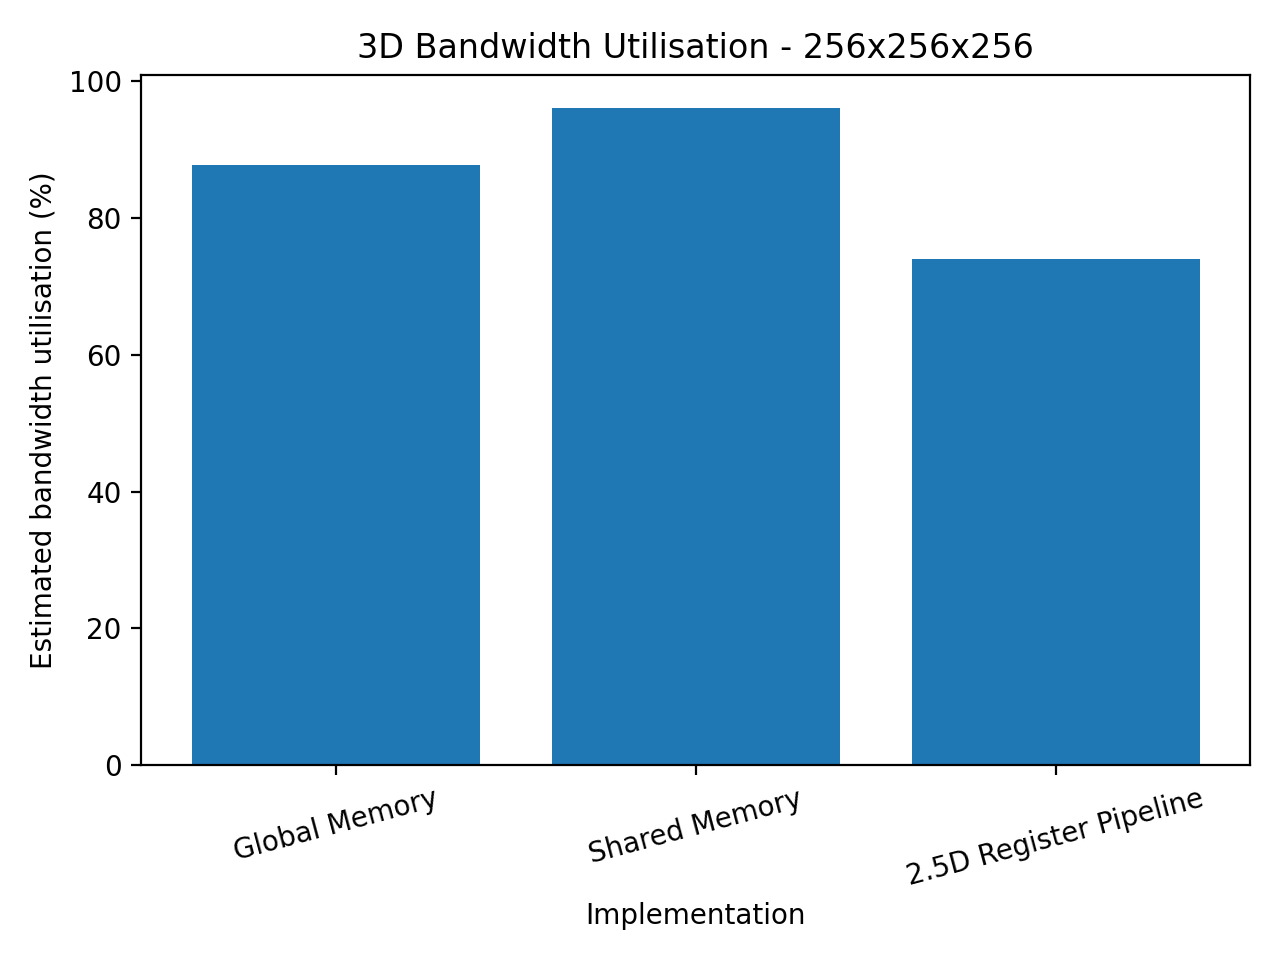 3D Bandwidth Utilisation - 256x256x256
Estimated bandwidth utilisation (%)
100
80
60
40
20
0
Global Memory
Shared Memory
2.5D Register Pipeline
Implementation